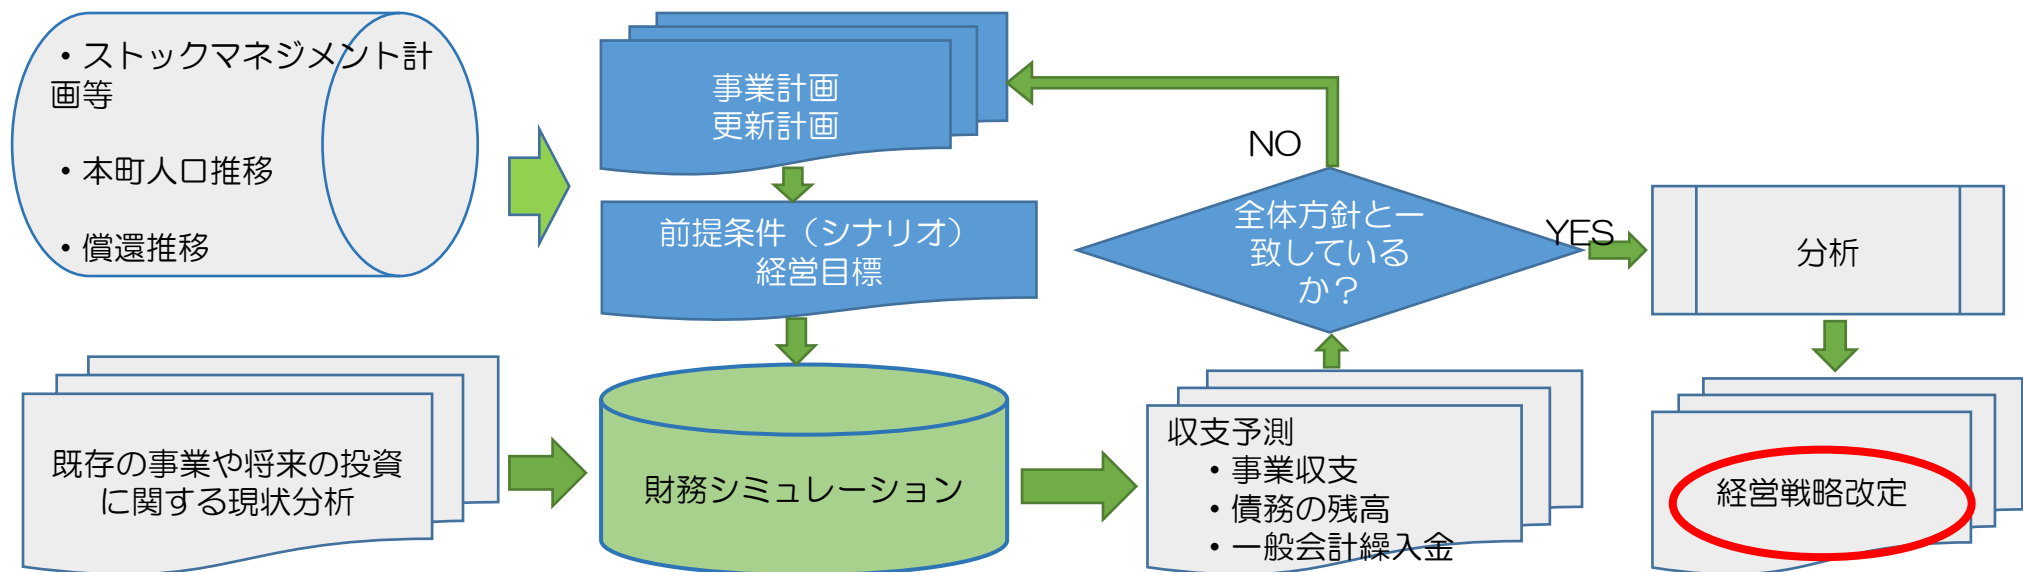 ・ストックマネジメント計
画等
・本町人口推移
・償還推移
事業計画
更新計画
前提条件（シナリオ）
経営目標
NO
全体方針と一
致している
か？
YES
分析
既存の事業や将来の投資
に関する現状分析
財務シミュレーション
収支予測
・事業収支
・債務の残高
・一般会計繰入金
経営戦略改定